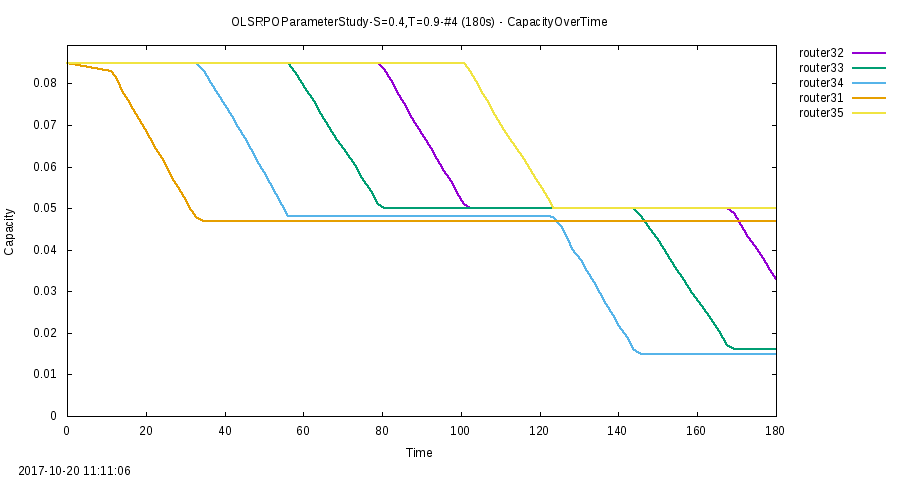 OLSRPOParameterStudy-S=0.4,T=0.9-#4 (180s) - CapacityOverTime
router32
router33
router34
router31
router35
0.08
0.07
0.06
0.05
0.04
0.03
0.02
0.01
0
Capacity
0 20 40 60 80 100 120 140 160 180
Time
2017-10-20 11:11:06